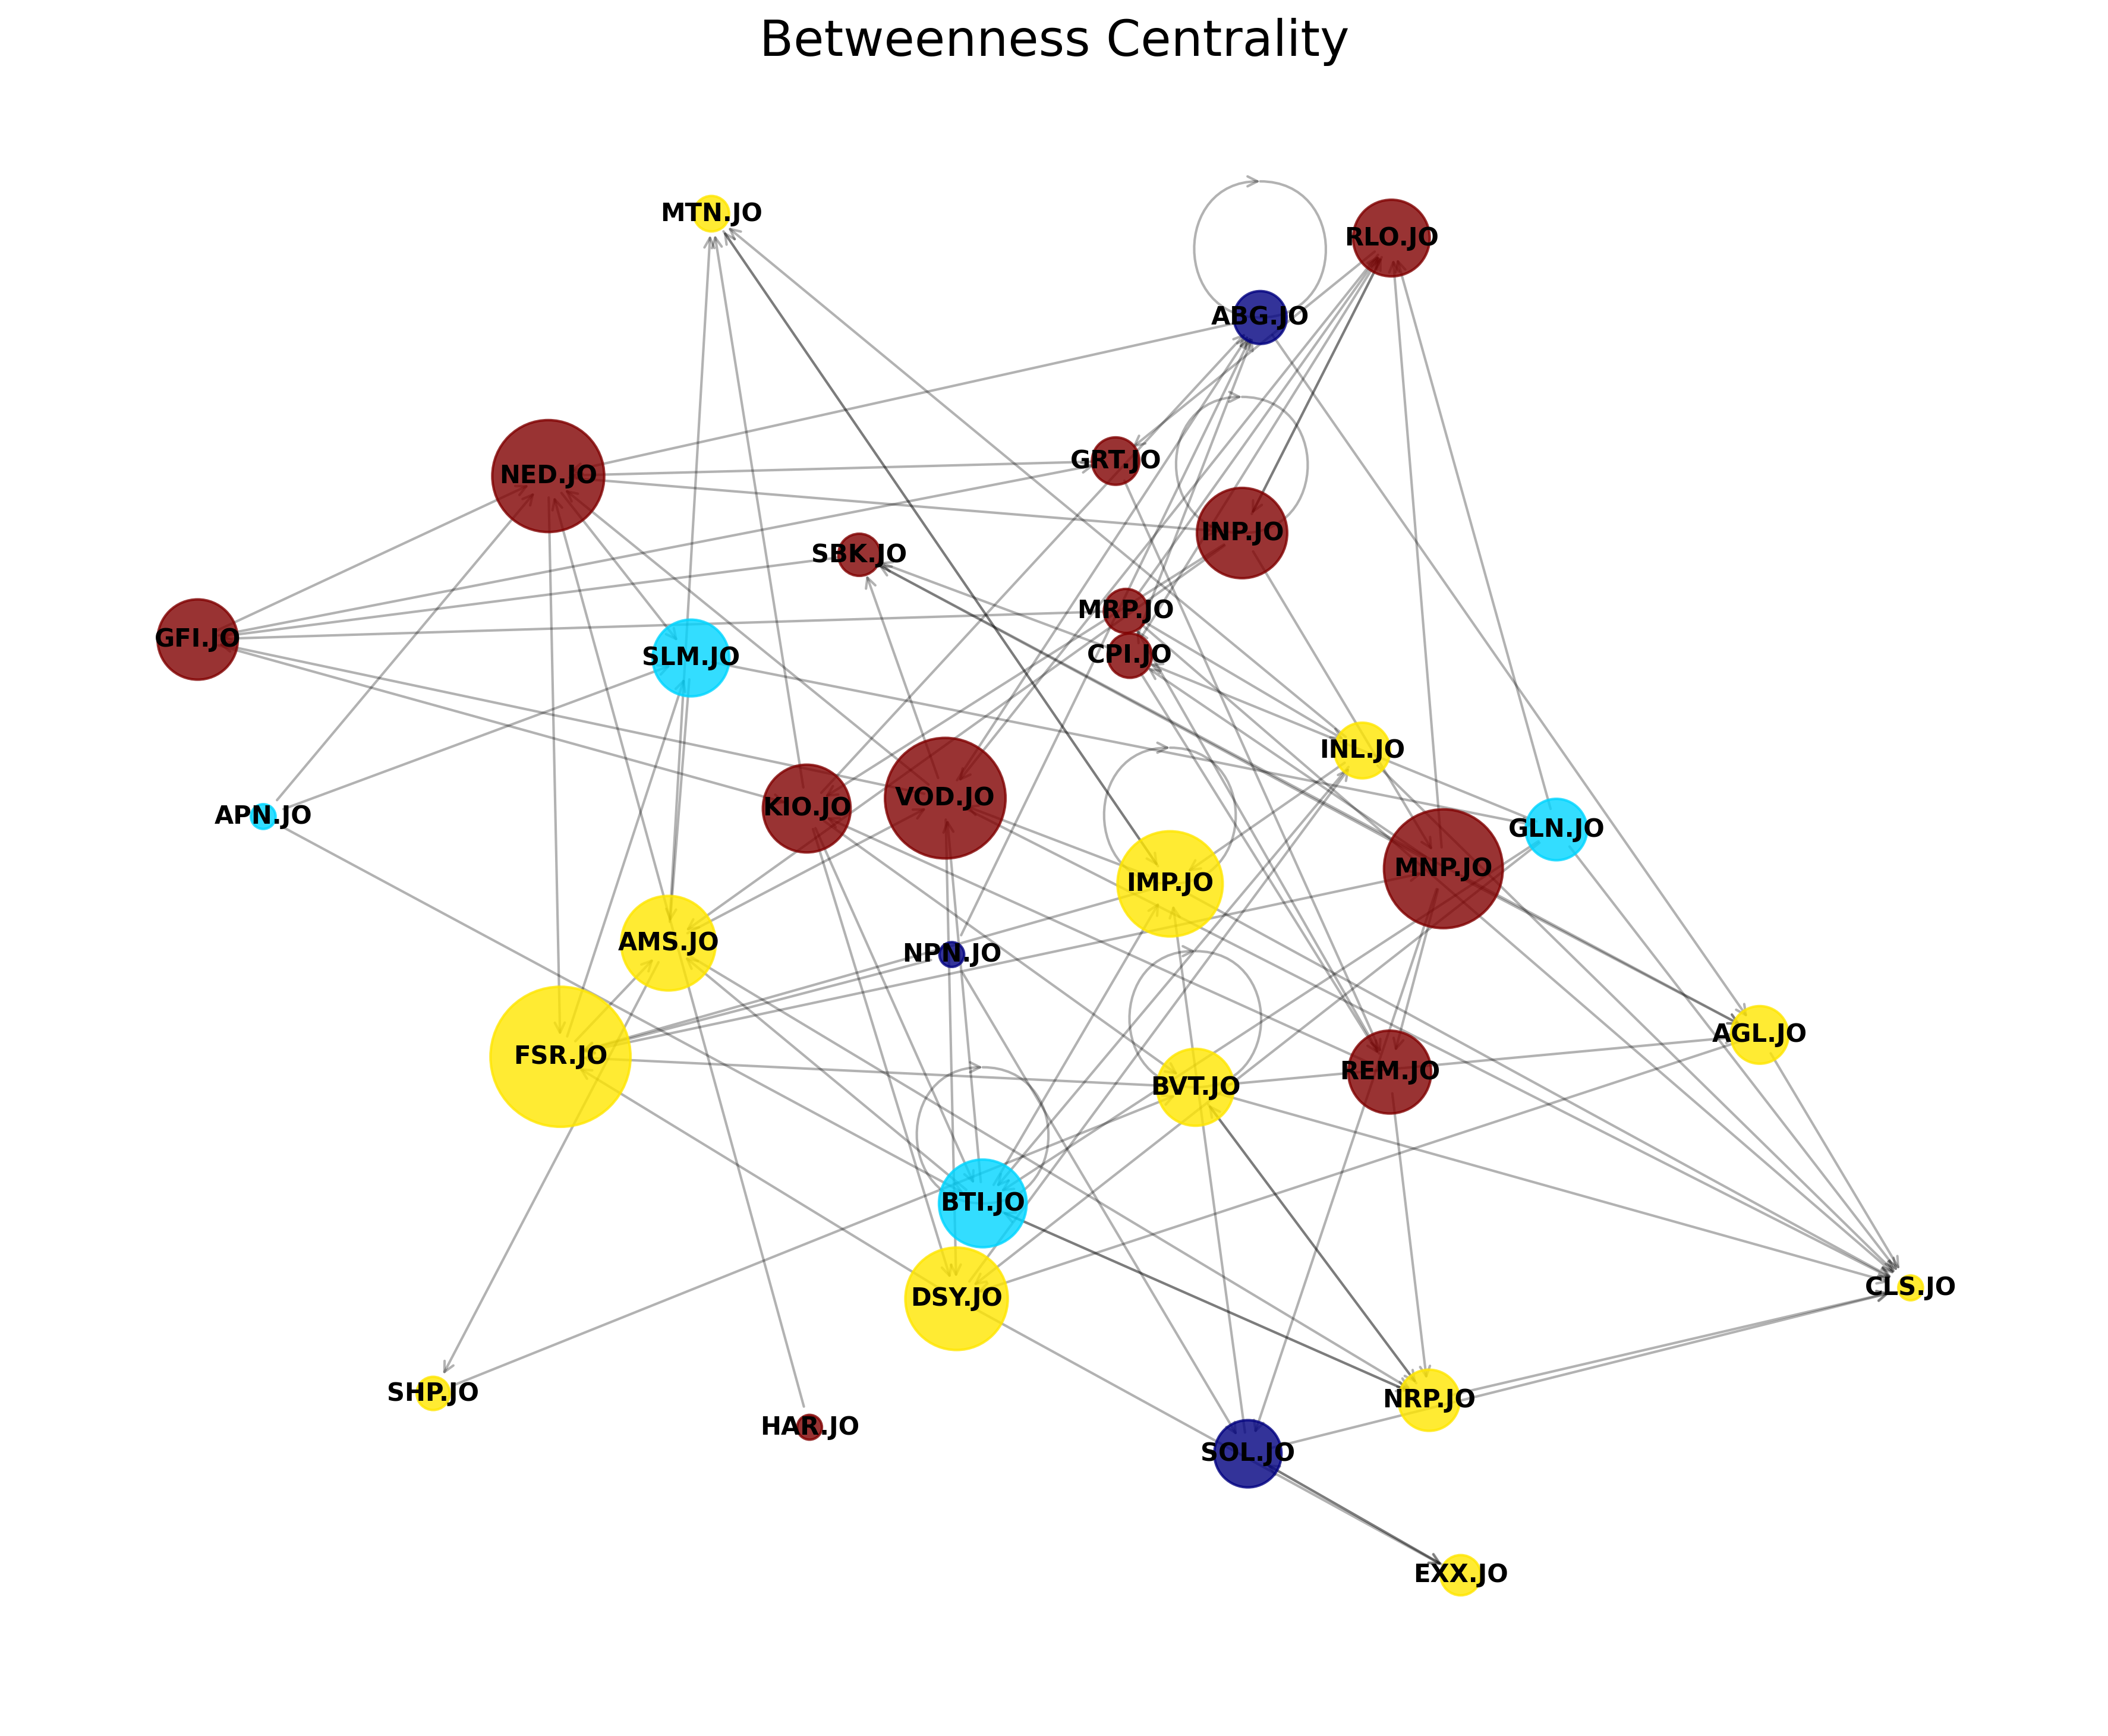 Betweenness Centrality
MTN.JO
RLO.JO
ABG.JO
GRT.JO
NED.JO
INP.JO
SBK.JO
MRP.JO
GFI.JO
CPI.JO
SLM.JO
INL.JO
VOD.JO
KIO.JO
APN.JO
GLN.JO
MNP.JO
IMP.JO
AMS.JO
NPN.JO
AGL.JO
FSR.JO
REM.JO
BVT.JO
BTI.JO
CLS.JO
DSY.JO
SHP.JO
NRP.JO
HAR.JO
SOL.JO
EXX.JO